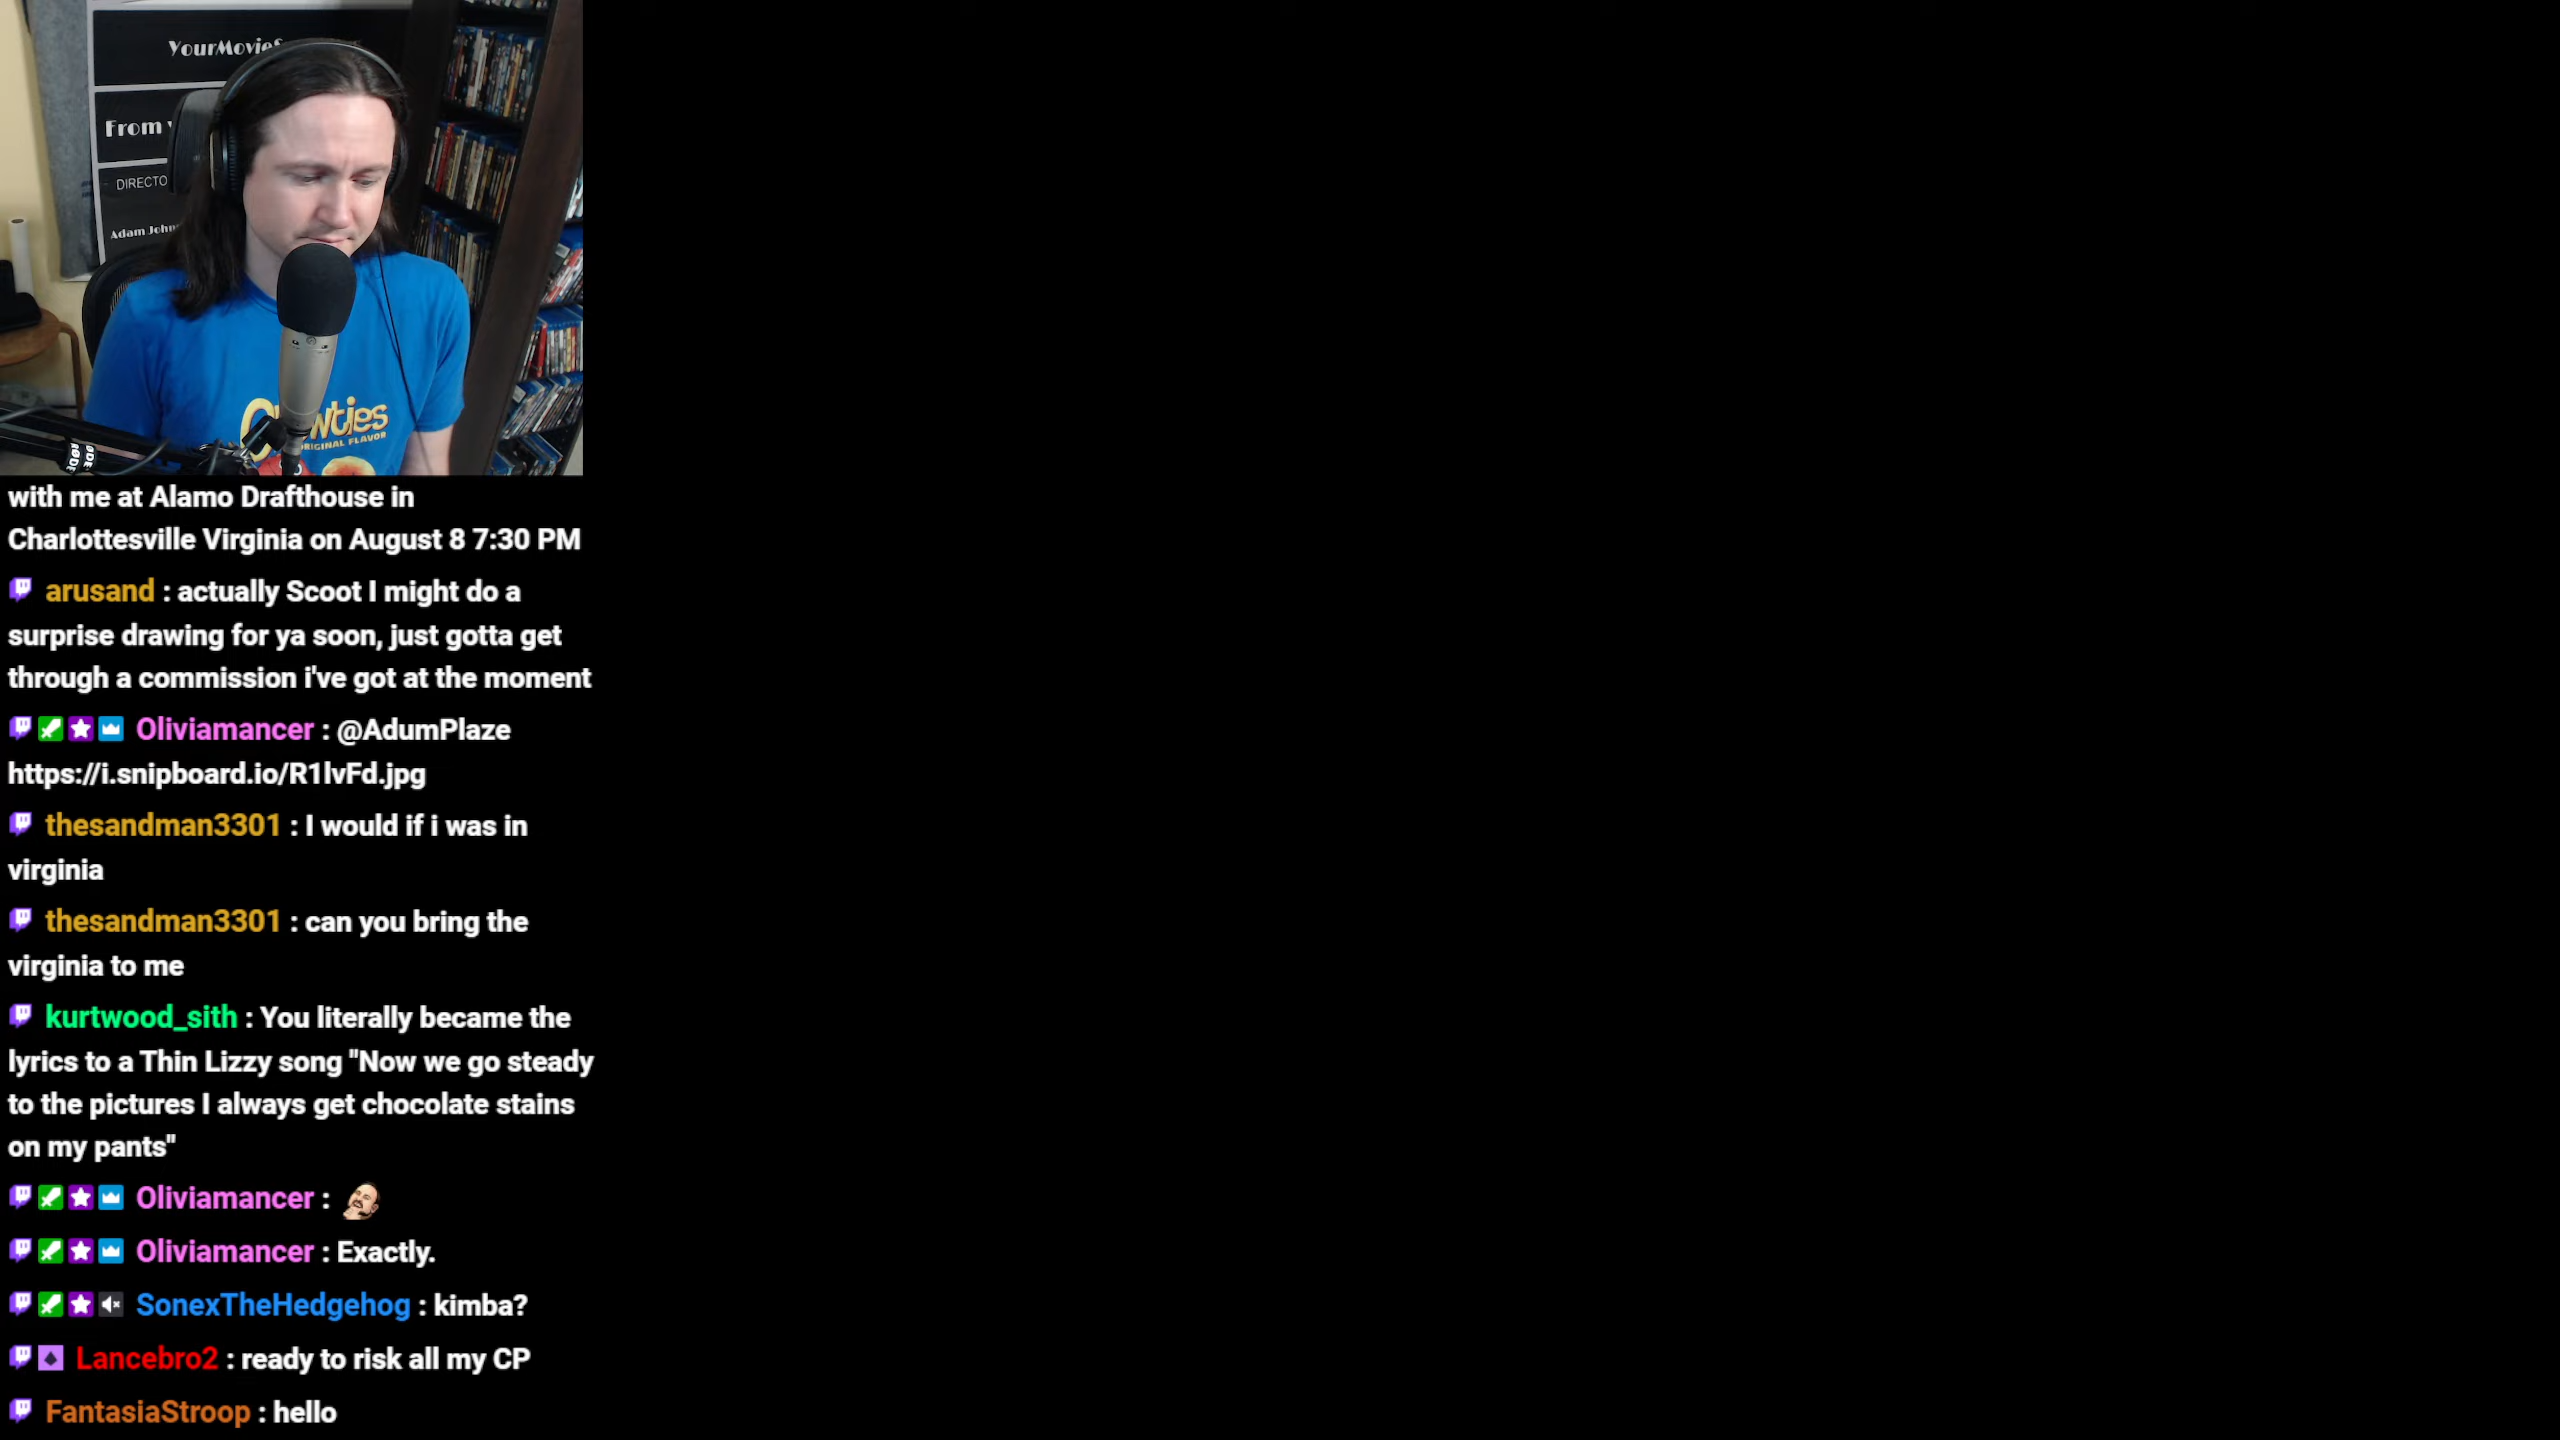 YourMovieS
From
DIRECTO
Adam John
wties
ORIGINAL FLAVOR
RØDE
with me at Alamo Drafthouse in
Charlottesville Virginia on August 8 7:30 PM
arusand : actually Scoot I might do a
surprise drawing for ya soon, just gotta get
through a commission i've got at the moment
Oliviamancer : @AdumPlaze
https://i.snipboard.io/R1lvFd.jpg
thesandman3301 : I would if i was in
virginia
thesandman3301 : can you bring the
virginia to me
kurtwood_sith : You literally became the
lyrics to a Thin Lizzy song "Now we go steady
to the pictures I always get chocolate stains
on my pants"
Oliviamancer :
Oliviamancer : Exactly.
SonexTheHedgehog : kimba?
Lancebro2 : ready to risk all my CP
FantasiaStroop : hello